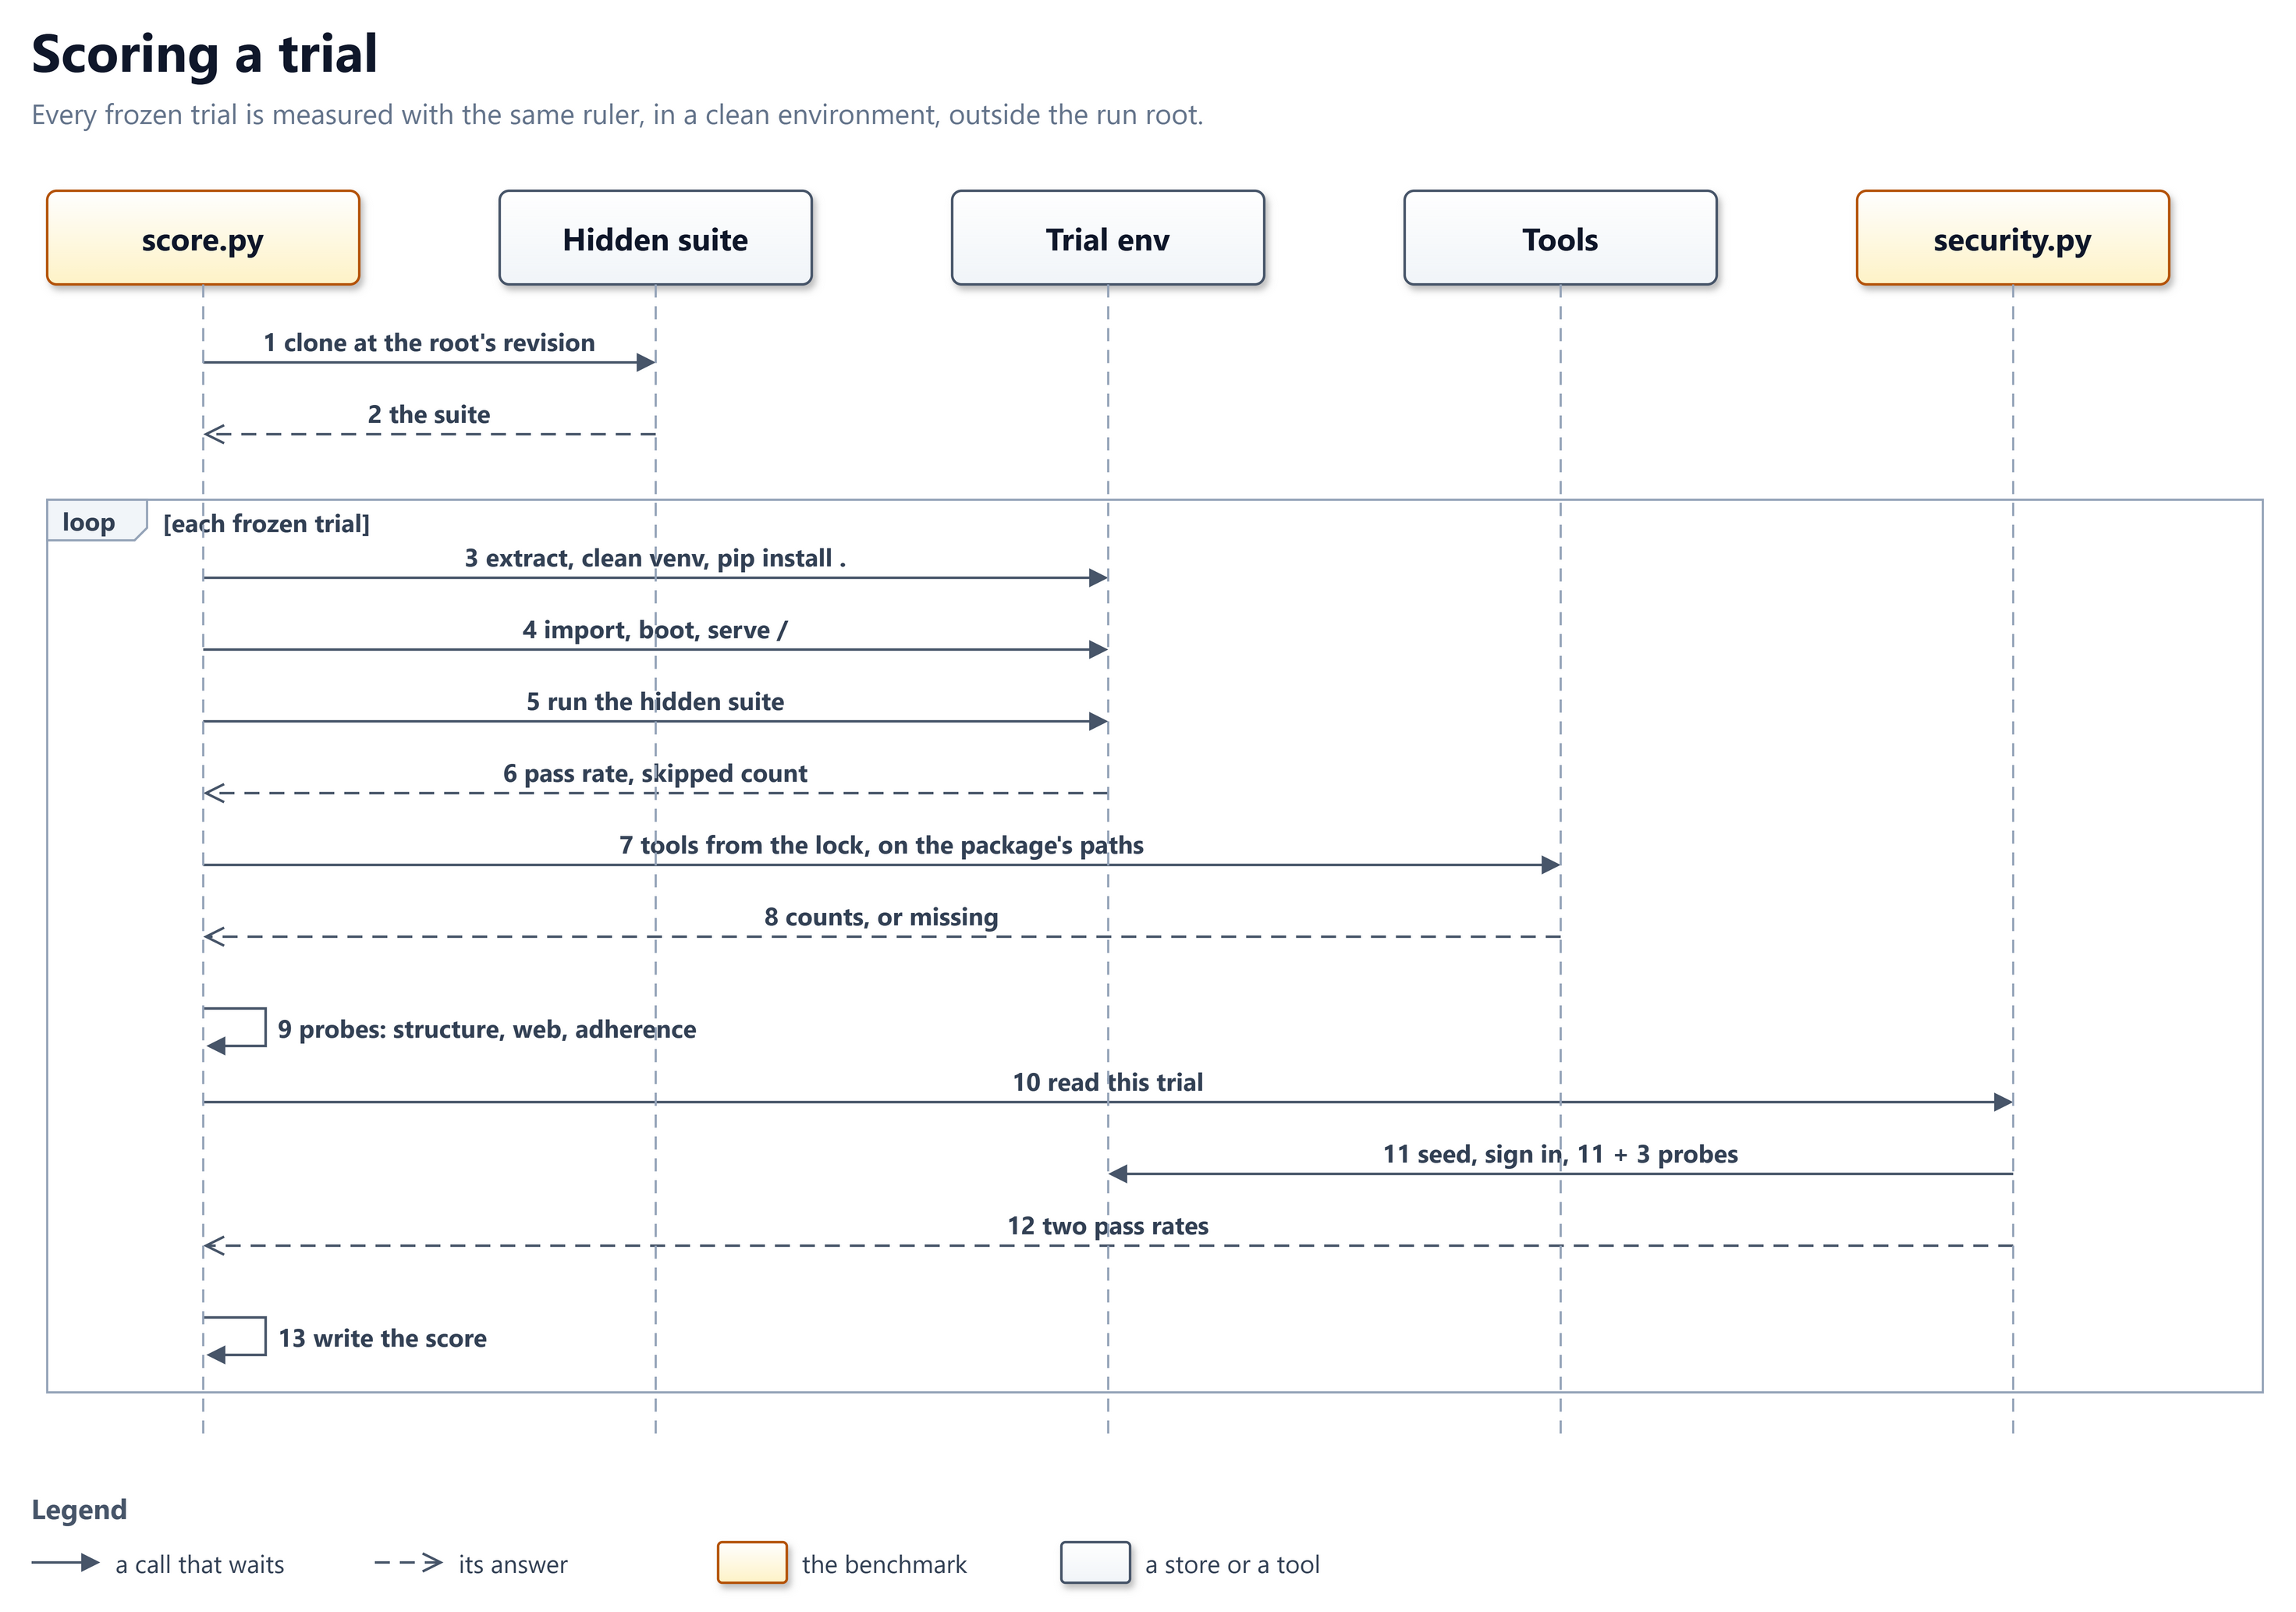 Scoring a trial
Every frozen trial is measured with the same ruler, in a clean environment, outside the run root.
score.py
Hidden suite
Trial env
Tools
security.py
1 clone at the root's revision
2 the suite
loop
[each frozen trial]
3 extract, clean venv, pip install .
4 import, boot, serve /
5 run the hidden suite
6 pass rate, skipped count
7 tools from the lock, on the package's paths
8 counts, or missing
9 probes: structure, web, adherence
10 read this trial
11 seed, sign in, 11 + 3 probes
12 two pass rates
13 write the score
Legend
a call that waits
its answer
the benchmark
a store or a tool